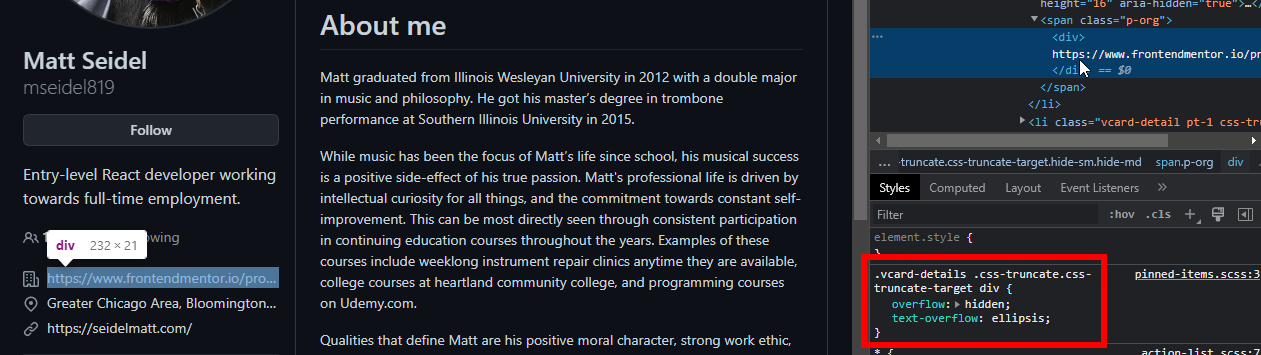 Matt Seidel
mseidel819
Follow
Entry-level React developer working
towards full-time employment.
div 232 × 21
https://www.frontendmentor.io/pro...
Greater Chicago Area, Bloomington...
https://seidelmatt.com/
About me
Matt graduated from Illinois Wesleyan University in 2012 with a double major
in music and philosophy. He got his master’s degree in trombone
performance at Southern Illinois University in 2015.
While music has been the focus of Matt’s life since school, his musical success
is a positive side-effect of his true passion. Matt's professional life is driven by
intellectual curiosity for all things, and the commitment towards constant self-
improvement. This can be most directly seen through consistent participation
in continuing education courses throughout the years. Examples of these
courses include weeklong instrument repair clinics anytime they are available,
college courses at heartland community college, and programming courses
on Udemy.com.
Qualities that define Matt are his positive moral character, strong work ethic,
height="16" aria-hidden="true">…</
<span class="p-org">
<div>
https://www.frontendmentor.io/pr
</di == $0
</span>
</li>
<li class="vcard-detail pt-1 css-tru
... -truncate.css-truncate-target.hide-sm.hide-md span.p-org div
Styles Computed Layout Event Listeners »
Filter :hov .cls +
element.style {
}
.vcard-details .css-truncate.css- pinned-items.scss:3
truncate-target div {
overflow: hidden;
text-overflow: ellipsis;
}
* { action-list.scss:7